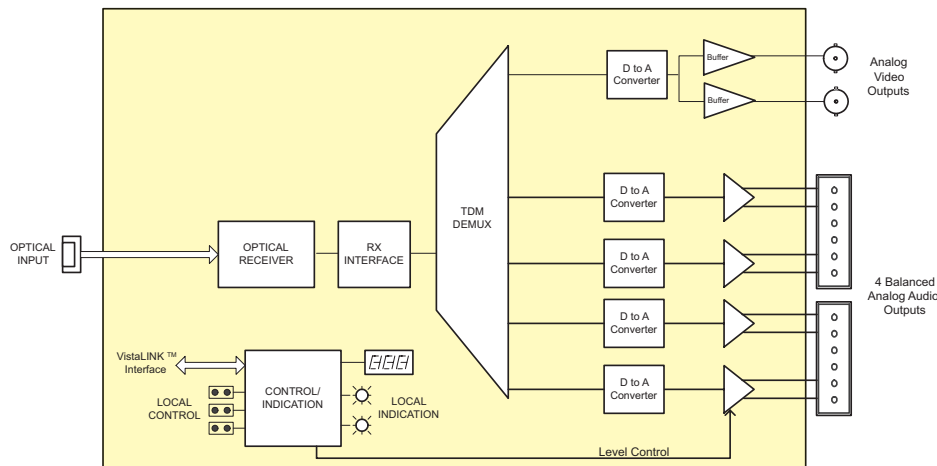 D to A
Converter
Buffer
Buffer
Analog
Video
Outputs
OPTICAL
INPUT
OPTICAL
RECEIVER
RX
INTERFACE
TDM
DEMUX
D to A
Converter
D to A
Converter
D to A
Converter
D to A
Converter
4 Balanced
Analog Audio
Outputs
VistaLINK ™
Interface
LOCAL
CONTROL
CONTROL/
INDICATION
LOCAL
INDICATION
Level Control